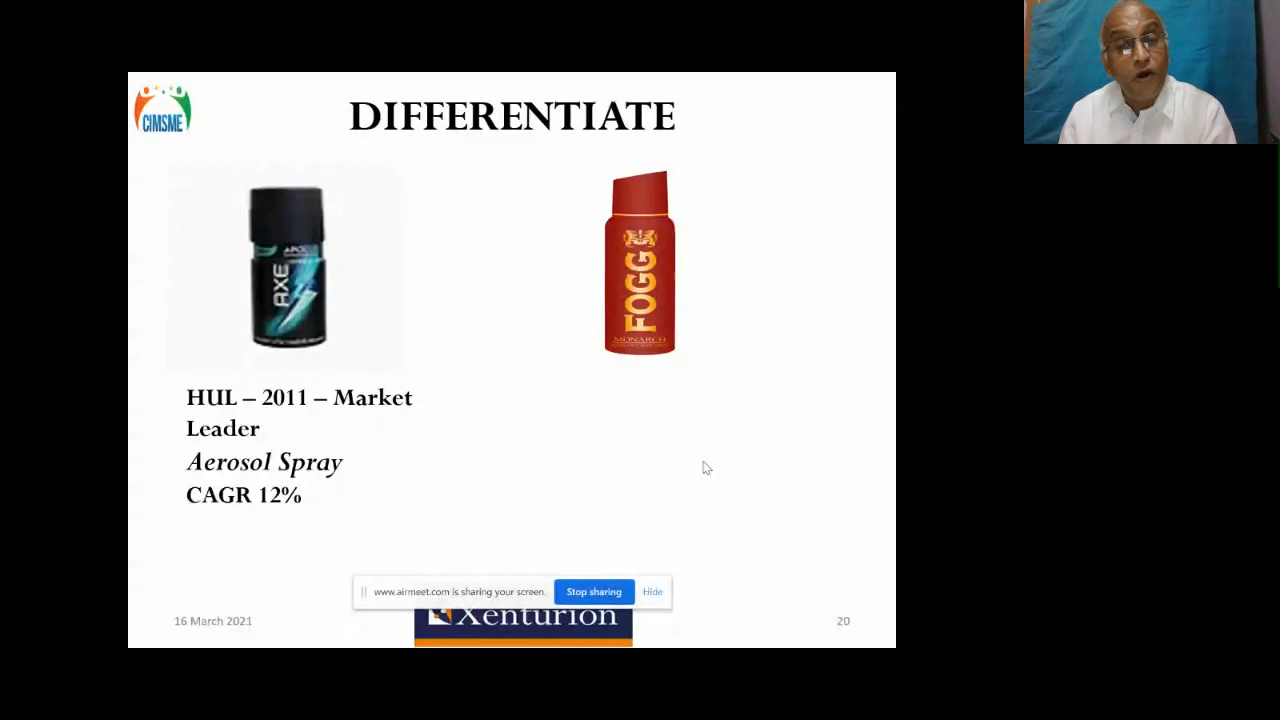 CIMSME
DIFFERENTIATE
AXE
FOGG
MONARCH
HUL – 2011 – Market
Leader
Aerosol Spray
CAGR 12%
www.airmeet.com is sharing your screen.
Stop sharing
Hide
16 March 2021
Xenturion
20